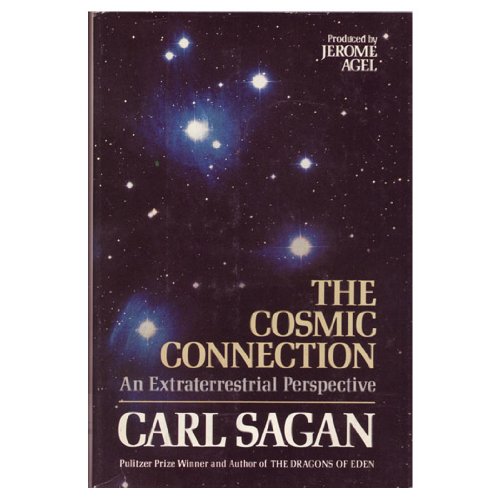 Produced by
JEROME
AGEL
THE
COSMIC
CONNECTION
An Extraterrestrial Perspective
CARL SAGAN
Pulitzer Prize Winner and Author of THE DRAGONS OF EDEN